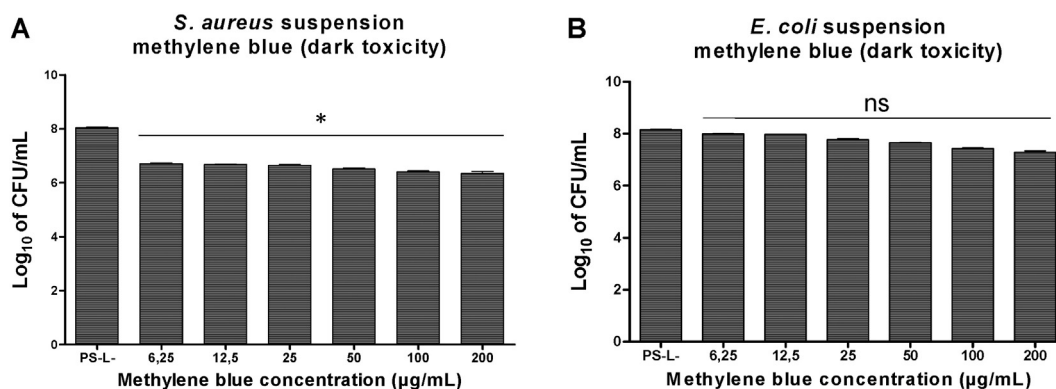 A
S. aureus suspension
methylene blue (dark toxicity)
10
8
6
4
2
0
*
Log10 of CFU/mL
PS-L- 6,25 12,5 25 50 100 200
Methylene blue concentration (µg/mL)
B
E. coli suspension
methylene blue (dark toxicity)
10
8
6
4
2
0
ns
Log10 of CFU/mL
PS-L- 6,25 12,5 25 50 100 200
Methylene blue concentration (µg/mL)